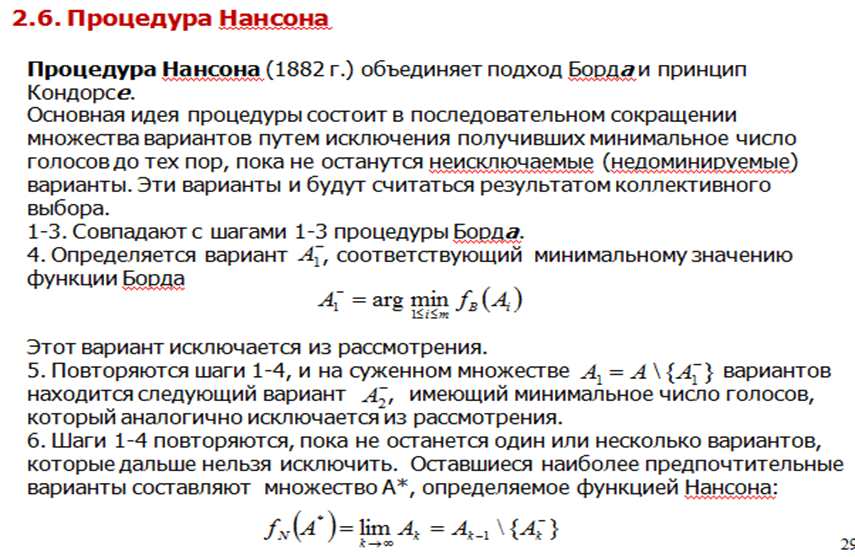 2.6. Процедура Нансона
Процедура Нансона (1882 г.) объединяет подход Борда и принцип
Кондорсе.
Основная идея процедуры состоит в последовательном сокращении
множества вариантов путем исключения получивших минимальное число
голосов до тех пор, пока не останутся неисключаемые (недоминируемые)
варианты. Эти варианты и будут считаться результатом коллективного
выбора.
1-3. Совпадают с шагами 1-3 процедуры Борда.
4. Определяется вариант A₁⁻, соответствующий минимальному значению
функции Борда
A₁⁻ = arg min f_B(A_i)
1≤i≤m
Этот вариант исключается из рассмотрения.
5. Повторяются шаги 1-4, и на суженном множестве A₁ = A \ {A₁⁻} вариантов
находится следующий вариант A₂⁻, имеющий минимальное число голосов,
который аналогично исключается из рассмотрения.
6. Шаги 1-4 повторяются, пока не останется один или несколько вариантов,
которые дальше нельзя исключить. Оставшиеся наиболее предпочтительные
варианты составляют множество A*, определяемое функцией Нансона:
f_N(A*) = lim A_k = A_{k-1} \ {A_k⁻}
k→∞
29